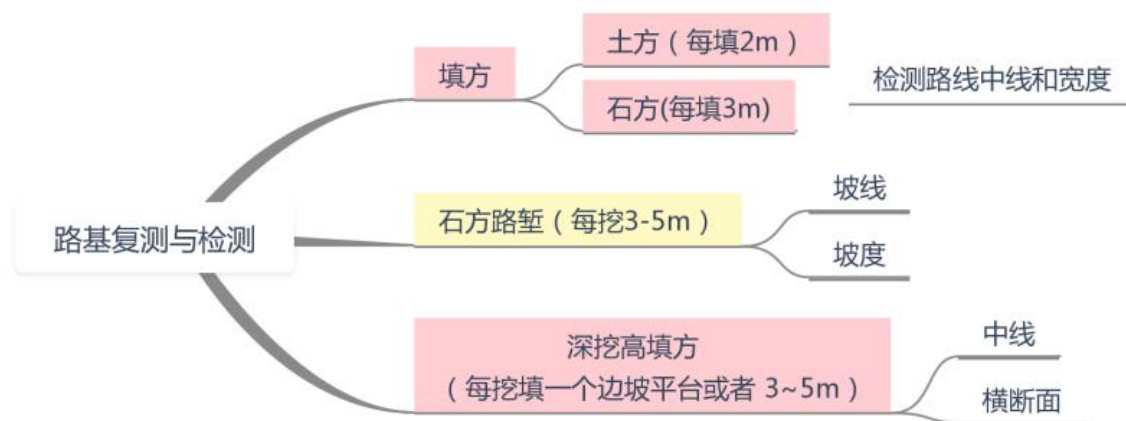 路基复测与检测
填方
土方（每填2m）
石方(每填3m)
检测路线中线和宽度
石方路堑（每挖3-5m）
坡线
坡度
深挖高填方
（每挖填一个边坡平台或者 3~5m）
中线
横断面